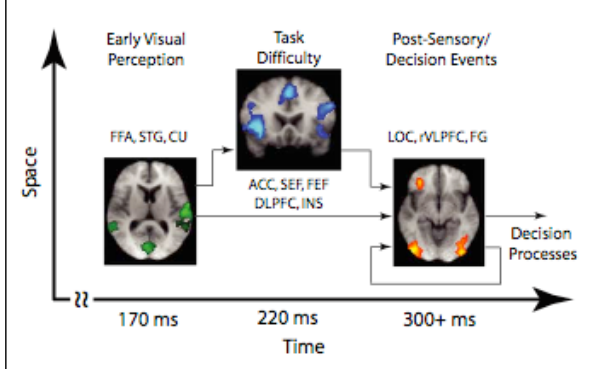 Early Visual
Perception
Task
Difficulty
Post-Sensory/
Decision Events
FFA, STG, CU
LOC, rVLPFC, FG
ACC, SEF, FEF
DLPFC, INS
Space
Decision
Processes
170 ms
220 ms
300+ ms
Time